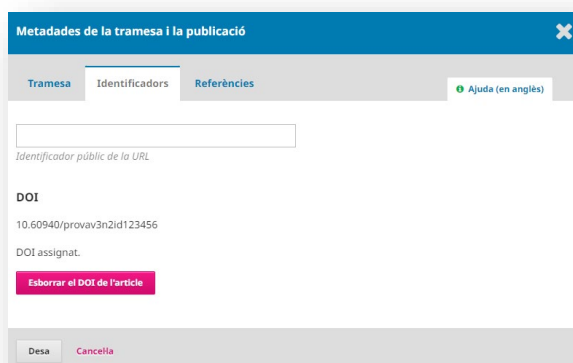 Metadades de la tramesa i la publicació
Tramesa Identificadors Referències Ajuda (en anglès)
Identificador públic de la URL
DOI
10.60940/provav3n2id123456
DOI assignat.
Esborrar el DOI de l'article
Desa Cancel·la